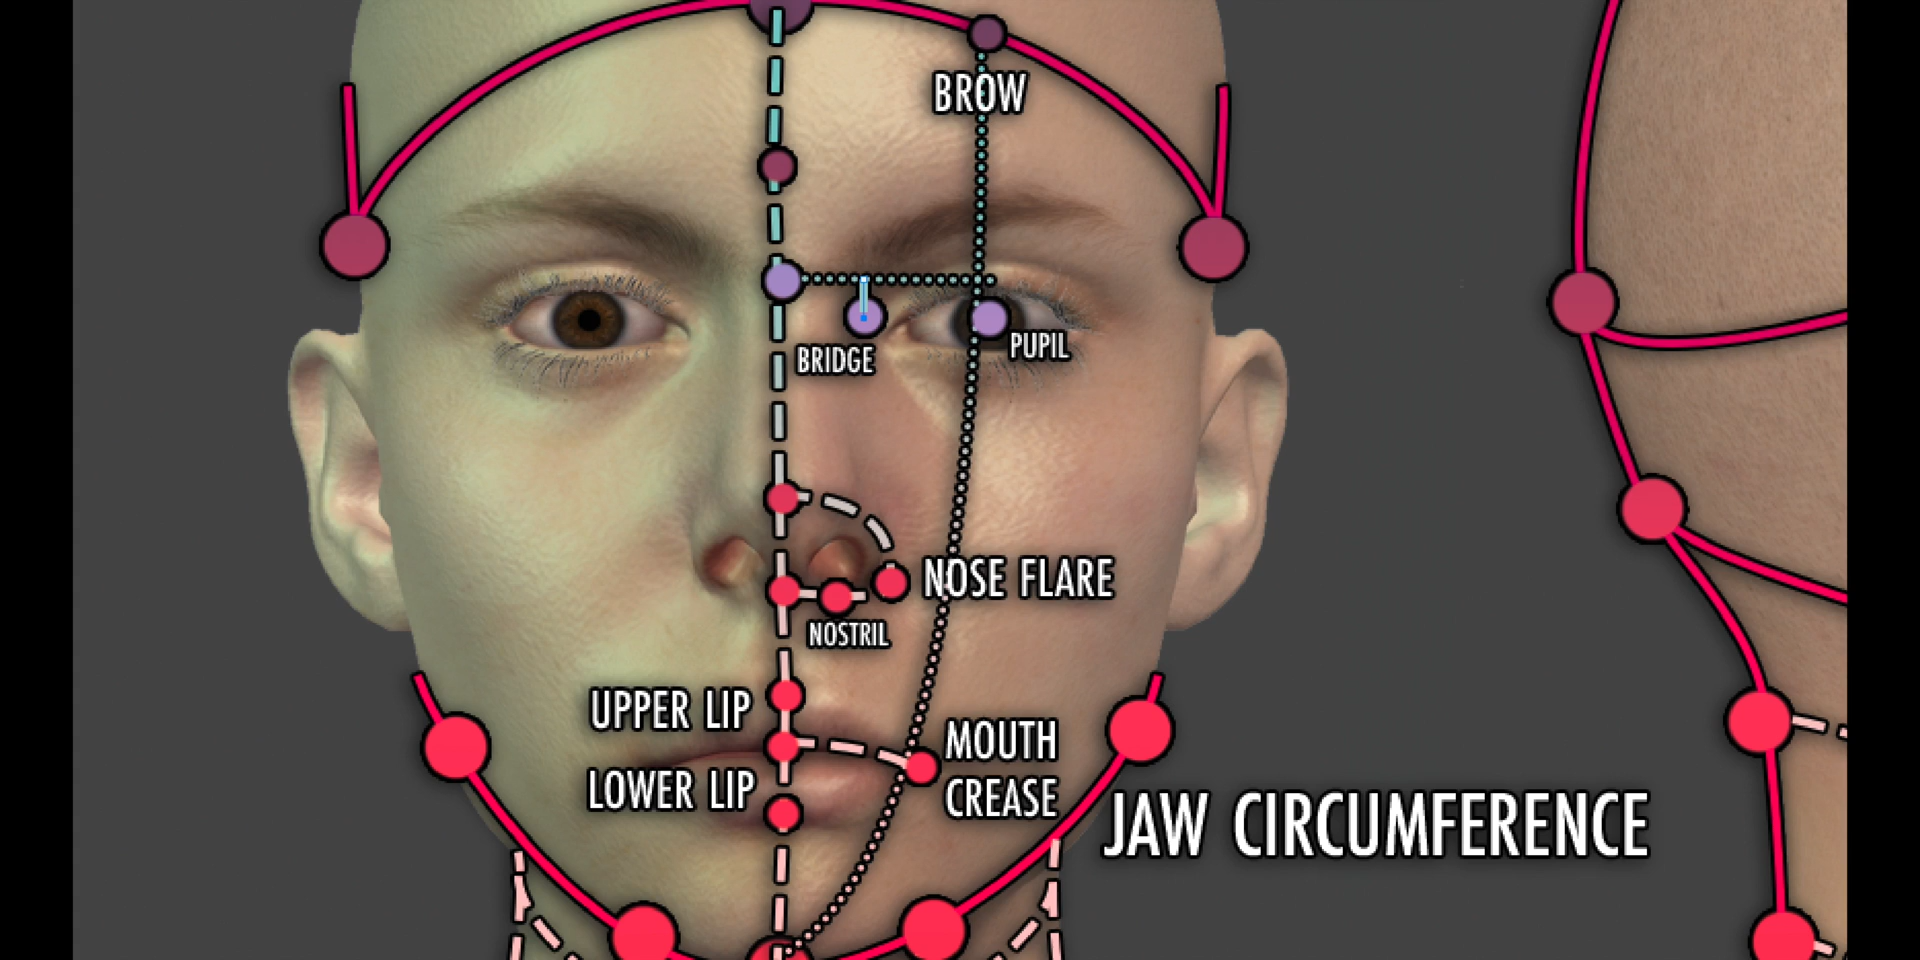 BROW
BRIDGE
PUPIL
NOSE FLARE
NOSTRIL
UPPER LIP
LOWER LIP
MOUTH
CREASE
JAW CIRCUMFERENCE